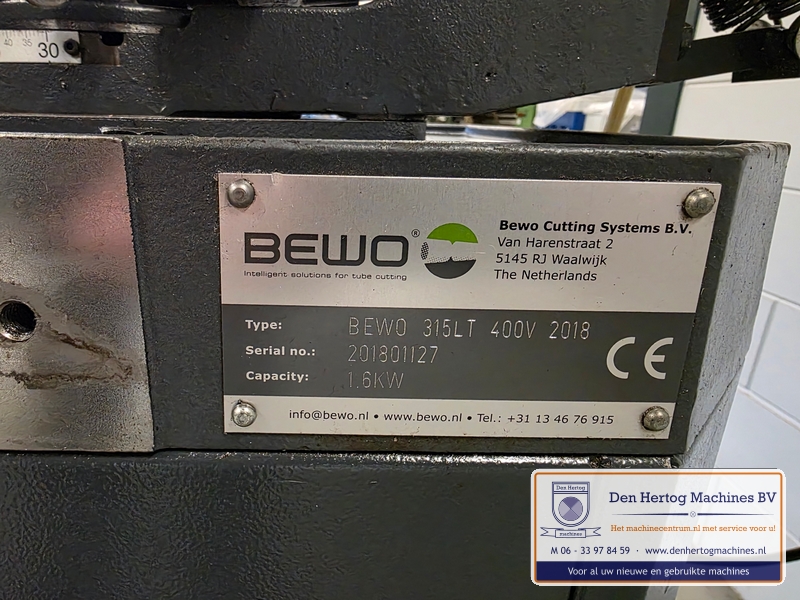 40 35 30
BEWO®
Intelligent solutions for tube cutting
Bewo Cutting Systems B.V.
Van Harenstraat 2
5145 RJ Waalwijk
The Netherlands
Type: BEWO 315LT 400V 2018
Serial no.: 201801127
Capacity: 1.6KW
CE
info@bewo.nl • www.bewo.nl • Tel.: +31 13 46 76 915
Den Hertog
machines
Den Hertog Machines BV
Het machinecentrum.nl met service voor u!
M 06 - 33 97 84 59 · www.denhertogmachines.nl
Voor al uw nieuwe en gebruikte machines